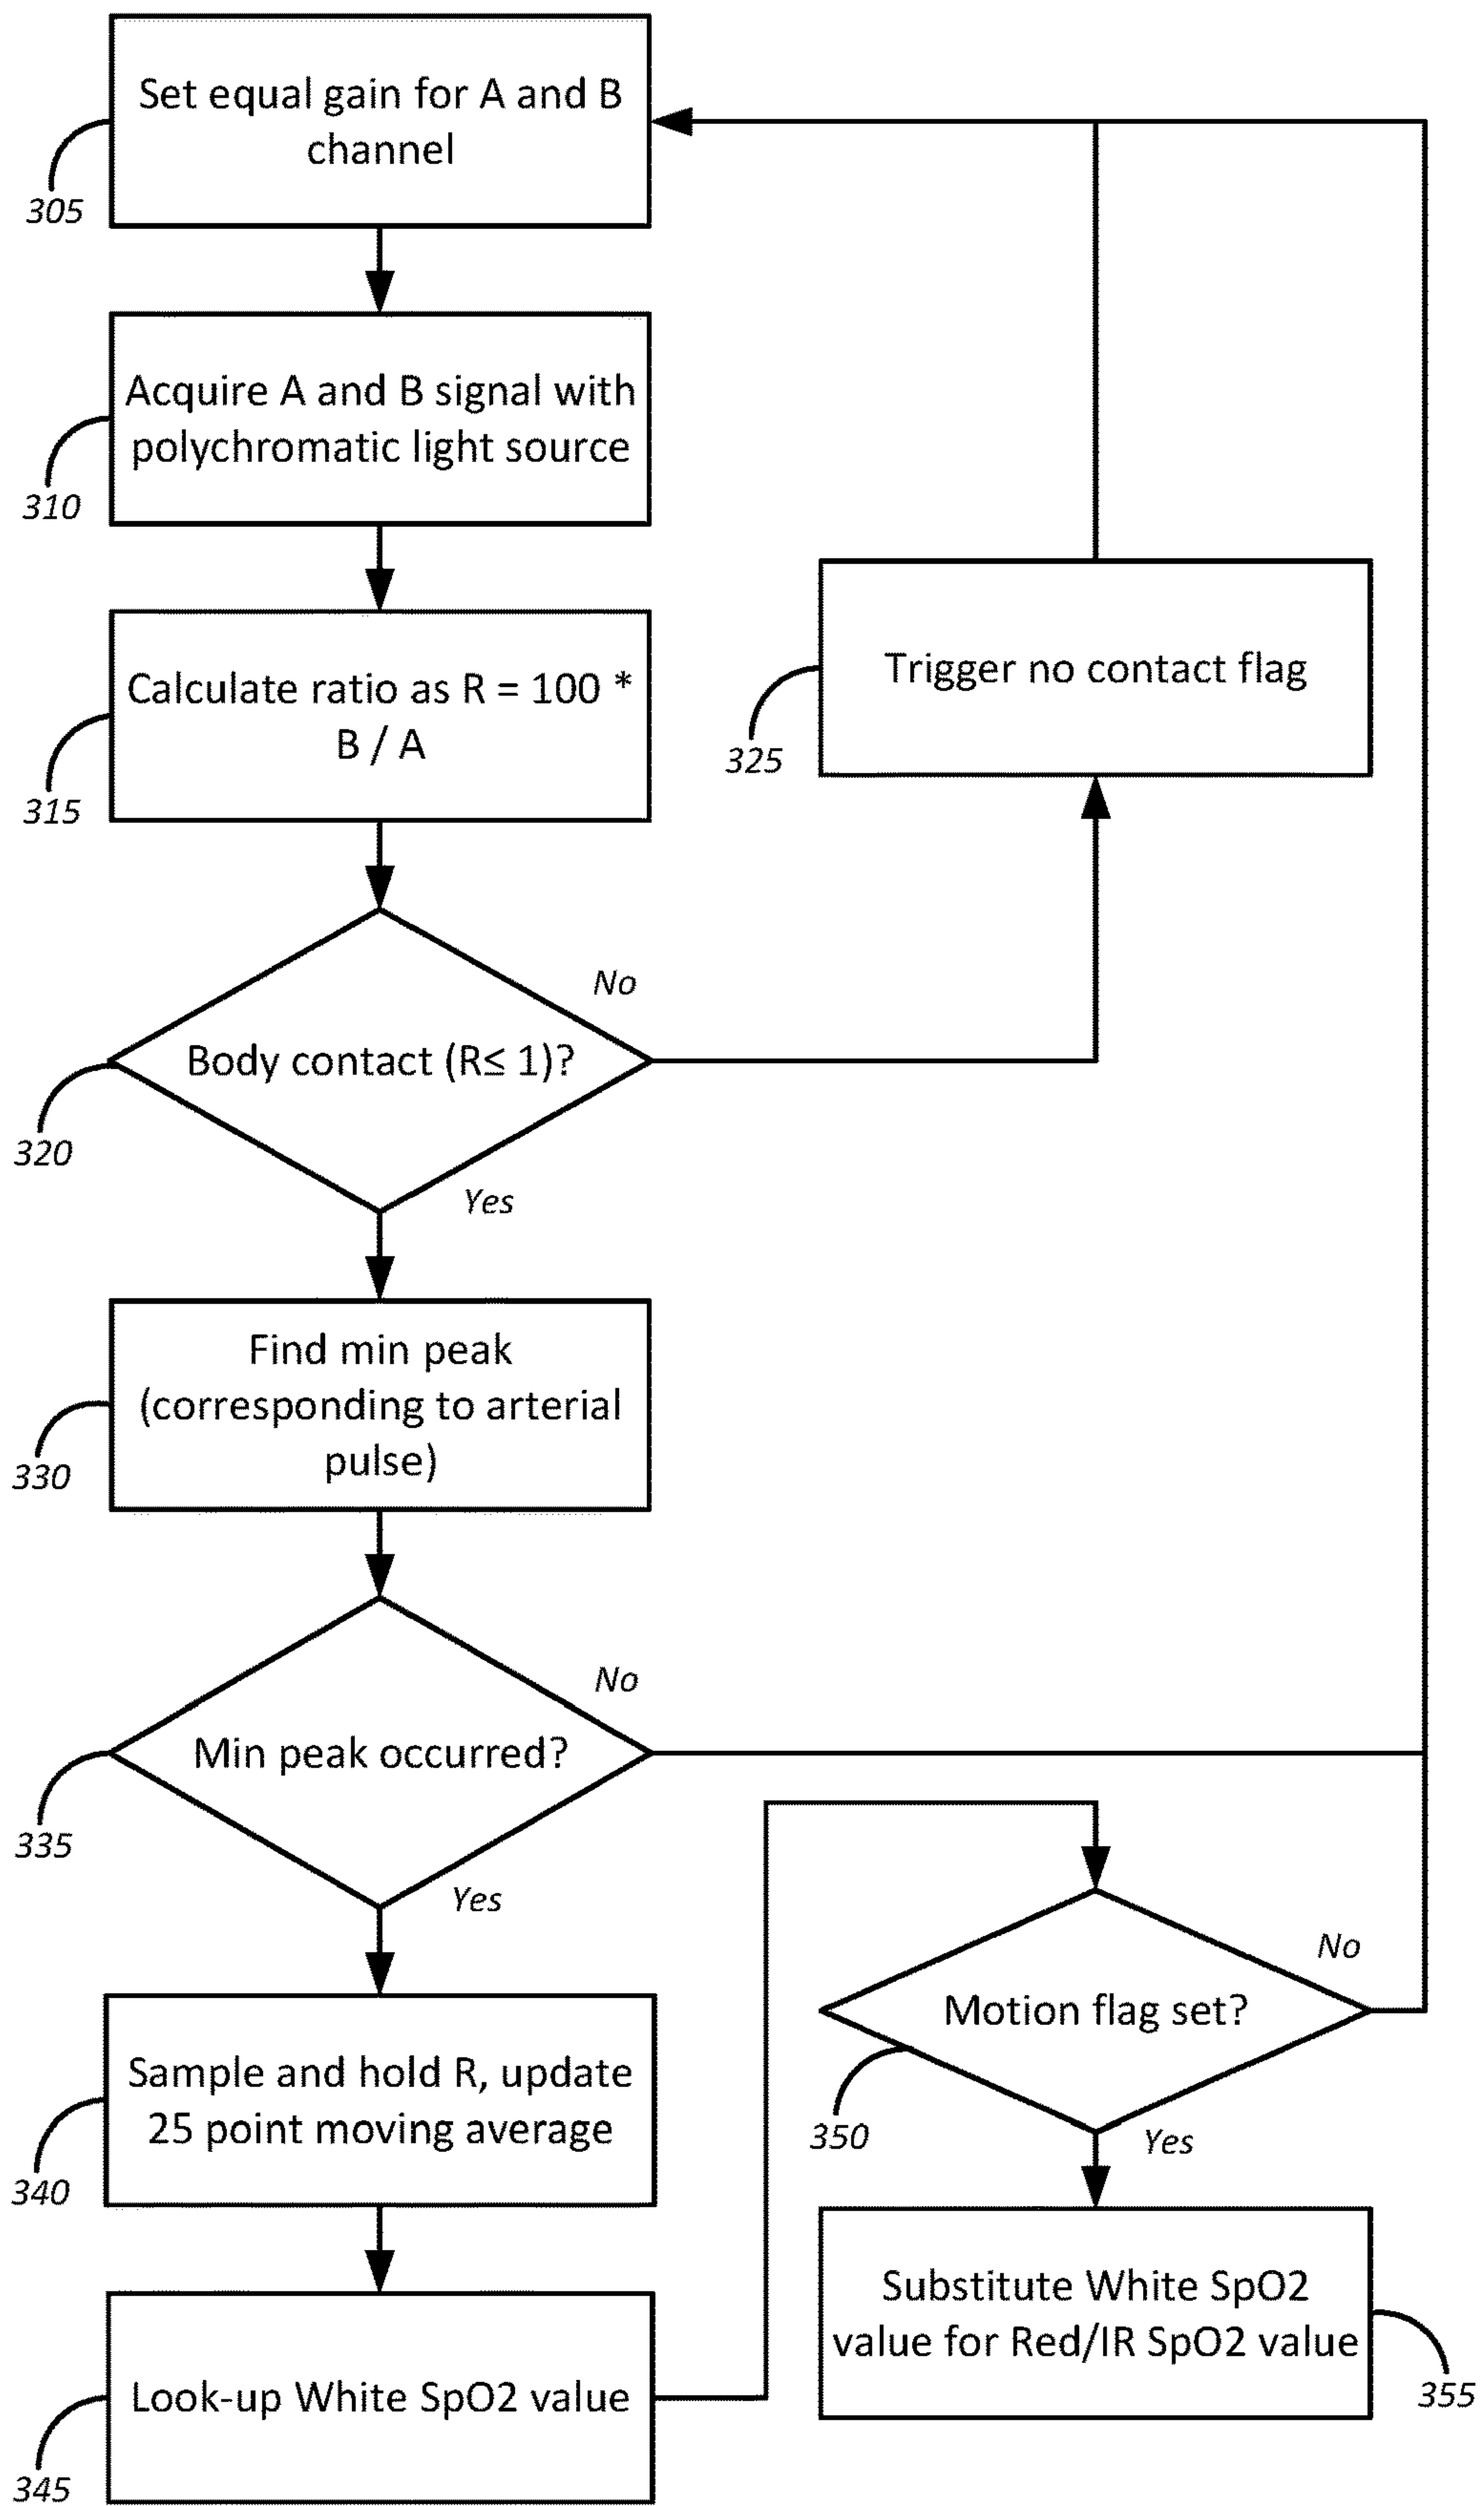 Set equal gain for A and B
channel
305
Acquire A and B signal with
polychromatic light source
310
Calculate ratio as R = 100 *
B / A
315
Trigger no contact flag
325
No
Body contact (R≤ 1)?
320
Yes
Find min peak
(corresponding to arterial
pulse)
330
No
Min peak occurred?
335
Yes
Sample and hold R, update
25 point moving average
340
Look-up White SpO2 value
345
No
Motion flag set?
350
Yes
Substitute White SpO2
value for Red/IR SpO2 value
355